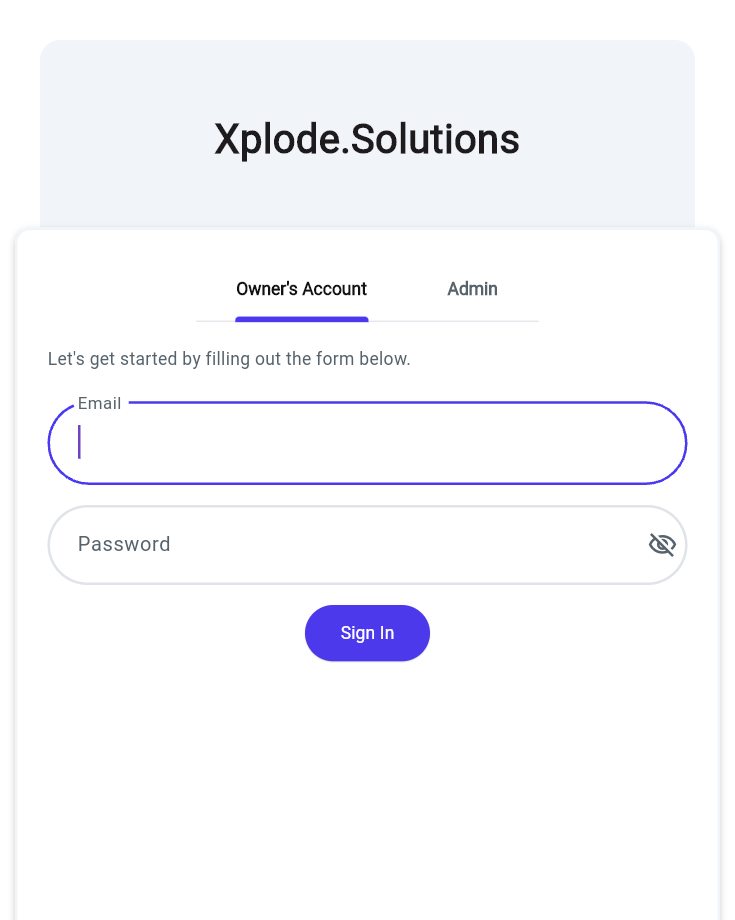 Xplode.Solutions
Owner's Account Admin
Let's get started by filling out the form below.
Email
Password
Sign In